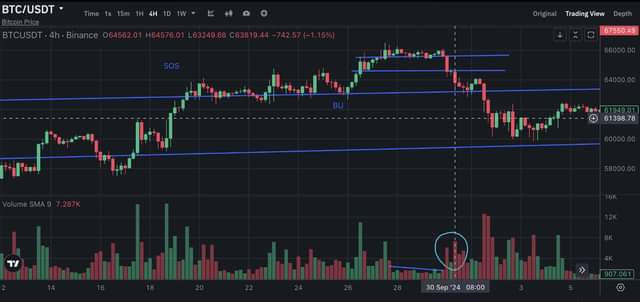 BTC/USDT
Bitcoin Price
Time 1s 15m 1H 4H 1D 1W
Original Trading View Depth
BTCUSDT · 4h · Binance O64562.01 H64576.01 L63249.68 C63819.44 −742.57 (−1.15%)
67550.43
66000.00
SOS
64000.00
BU
61949.01
61398.78
60000.00
58000.00
Volume SMA 9 7.287K
16K
12K
8K
4K
907.061
2 14 16 18 20 22 24 26 28 30 Sep '24 08:00 3 5